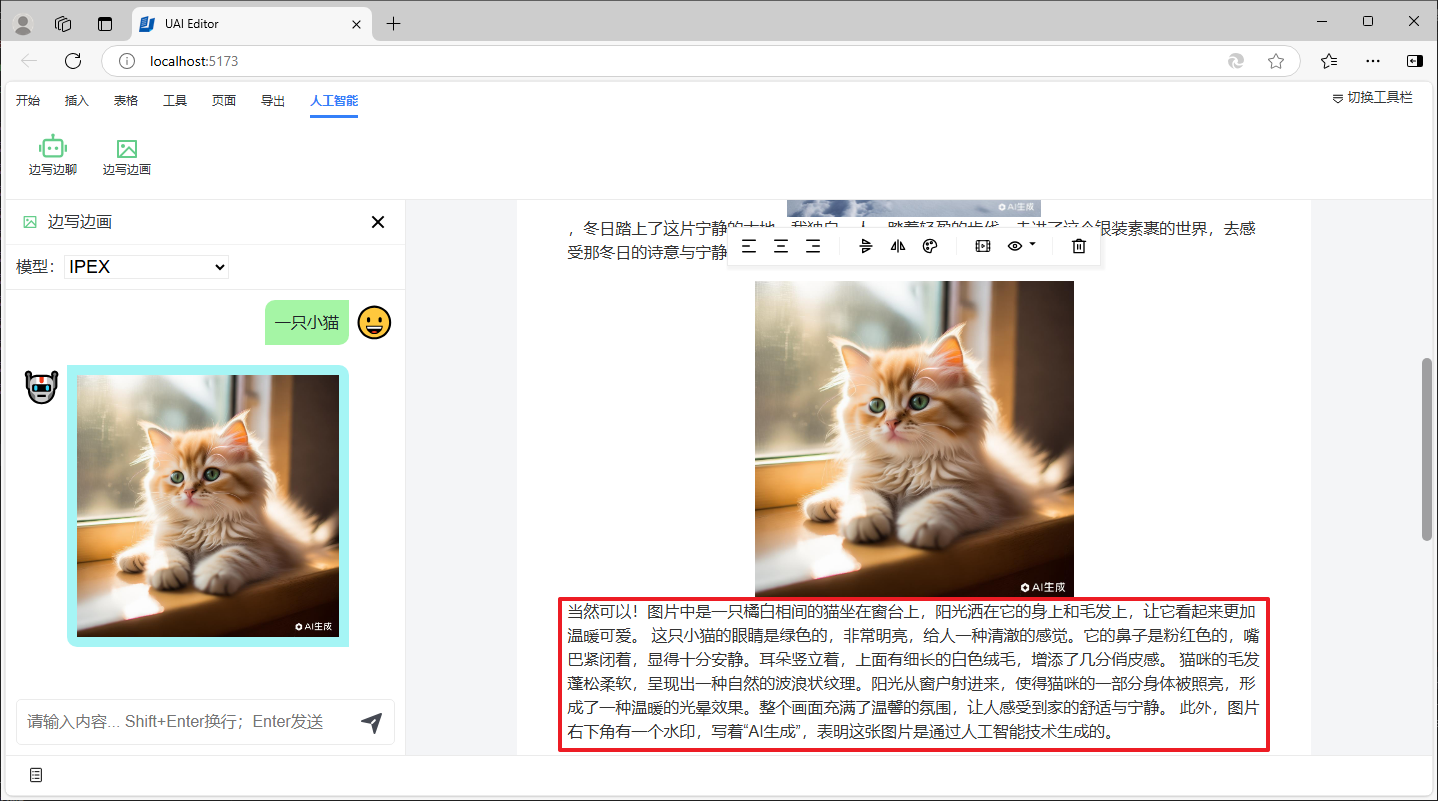 UAI Editor
localhost:5173
开始 插入 表格 工具 页面 导出 人工智能
切换工具栏
边写边聊 边写边画
边写边画
模型： IPEX
一只小猫
AI生成
请输入内容... Shift+Enter换行；Enter发送
AI生成
，冬日踏上了这片宁静的大地，我独自一人，踏着轻盈的步伐，走进了这个银装素裹的世界，去感
受那冬日的诗意与宁静
AI生成
当然可以！图片中是一只橘白相间的猫坐在窗台上，阳光洒在它的身上和毛发上，让它看起来更加
温暖可爱。 这只小猫的眼睛是绿色的，非常明亮，给人一种清澈的感觉。它的鼻子是粉红色的，嘴
巴紧闭着，显得十分安静。耳朵竖立着，上面有细长的白色绒毛，增添了几分俏皮感。 猫咪的毛发
蓬松柔软，呈现出一种自然的波浪状纹理。阳光从窗户射进来，使得猫咪的一部分身体被照亮，形
成了一种温暖的光晕效果。整个画面充满了温馨的氛围，让人感受到家的舒适与宁静。 此外，图片
右下角有一个水印，写着“AI生成”，表明这张图片是通过人工智能技术生成的。